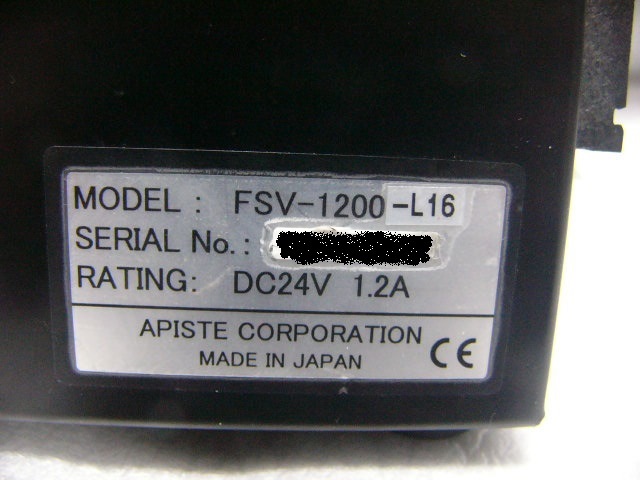 MODEL : FSV-1200-L16
SERIAL No. :
RATING: DC24V 1.2A
APISTE CORPORATION
MADE IN JAPAN
CE